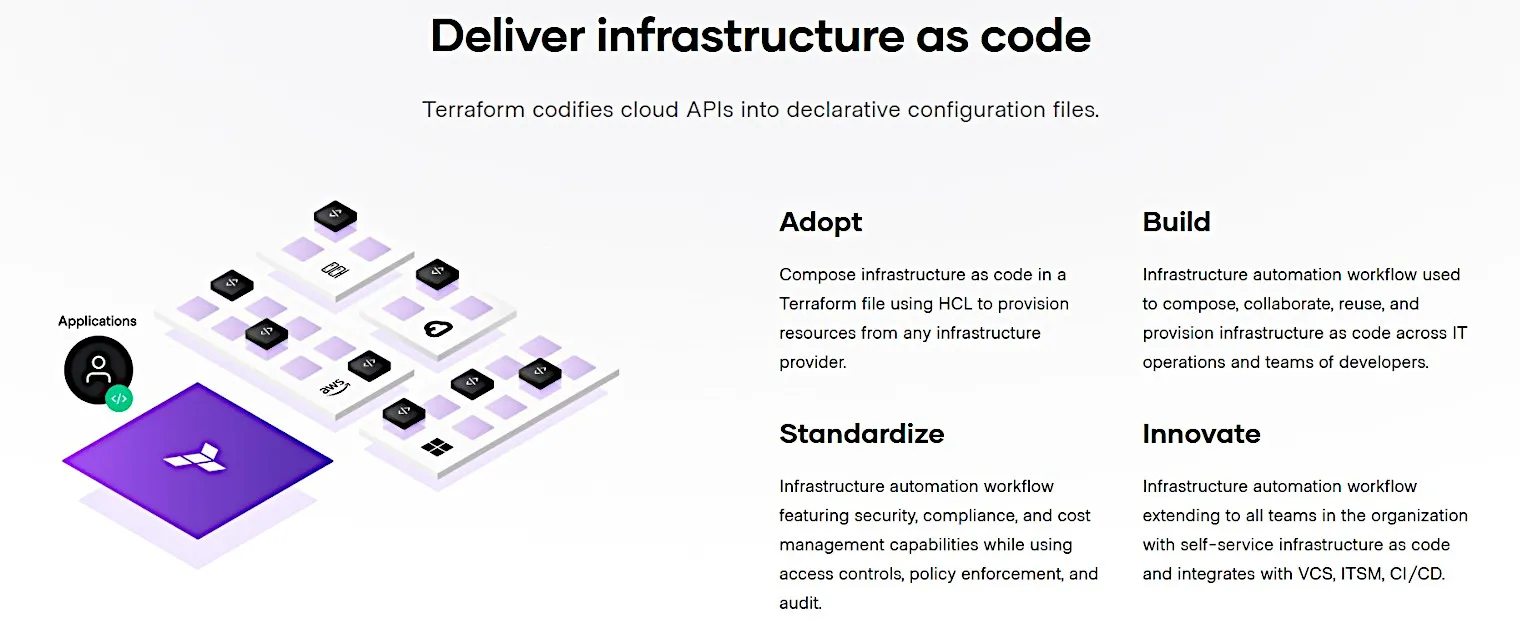 Deliver infrastructure as code
Terraform codifies cloud APIs into declarative configuration files.
Applications
aws
Adopt
Compose infrastructure as code in a
Terraform file using HCL to provision
resources from any infrastructure
provider.
Build
Infrastructure automation workflow used
to compose, collaborate, reuse, and
provision infrastructure as code across IT
operations and teams of developers.
Standardize
Infrastructure automation workflow
featuring security, compliance, and cost
management capabilities while using
access controls, policy enforcement, and
audit.
Innovate
Infrastructure automation workflow
extending to all teams in the organization
with self-service infrastructure as code
and integrates with VCS, ITSM, CI/CD.